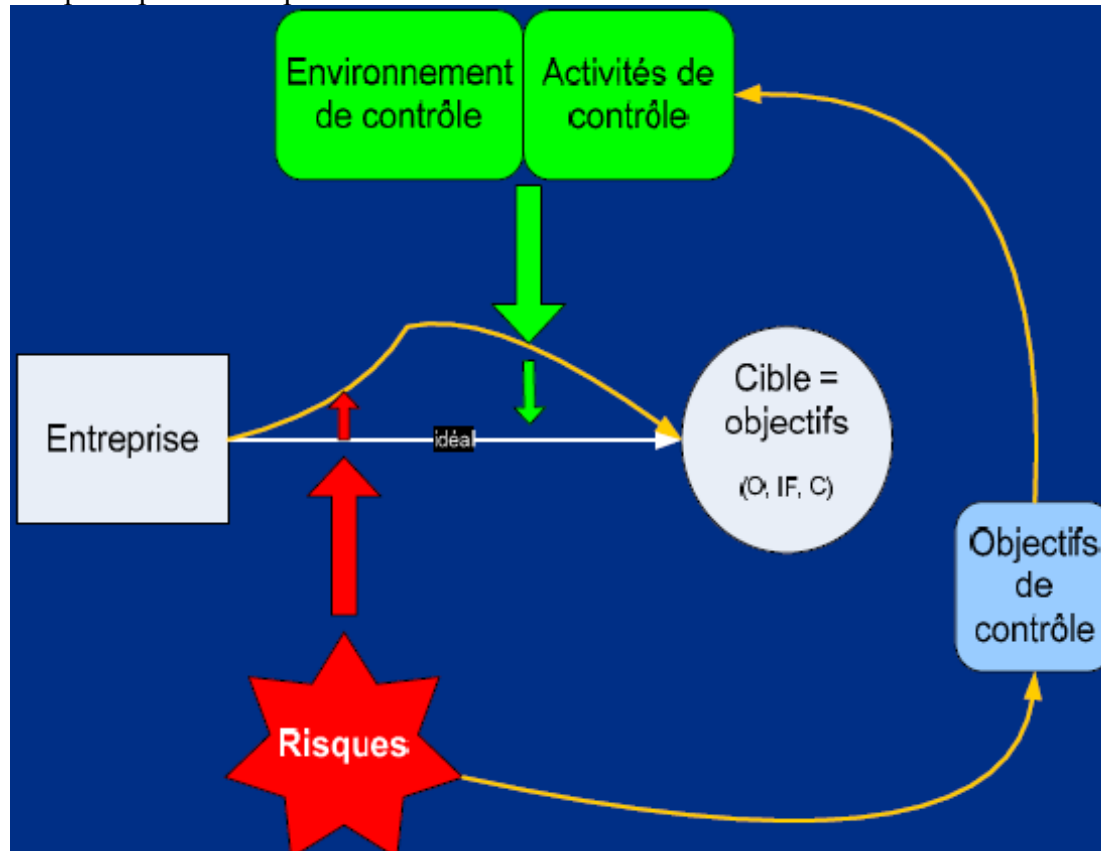 Environnement
de contrôle
Activités de
contrôle
Entreprise
idéal
Cible =
objectifs
(O, IF, C)
Objectifs
de
contrôle
Risques